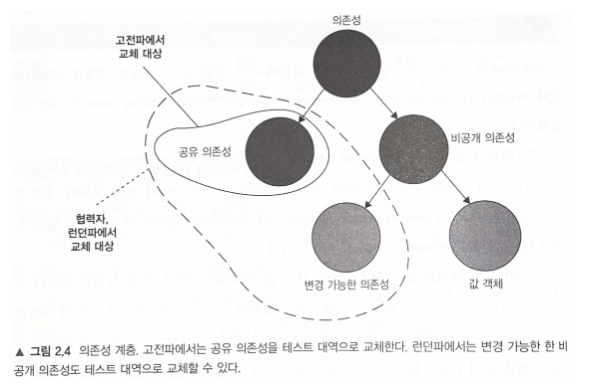 의존성
고전파에서
교체 대상
공유 의존성
비공개 의존성
협력자,
런던파에서
교체 대상
변경 가능한 의존성
값 객체
▲ 그림 2.4 의존성 계층. 고전파에서는 공유 의존성을 테스트 대역으로 교체한다. 런던파에서는 변경 가능한 한 비
공개 의존성도 테스트 대역으로 교체할 수 있다.